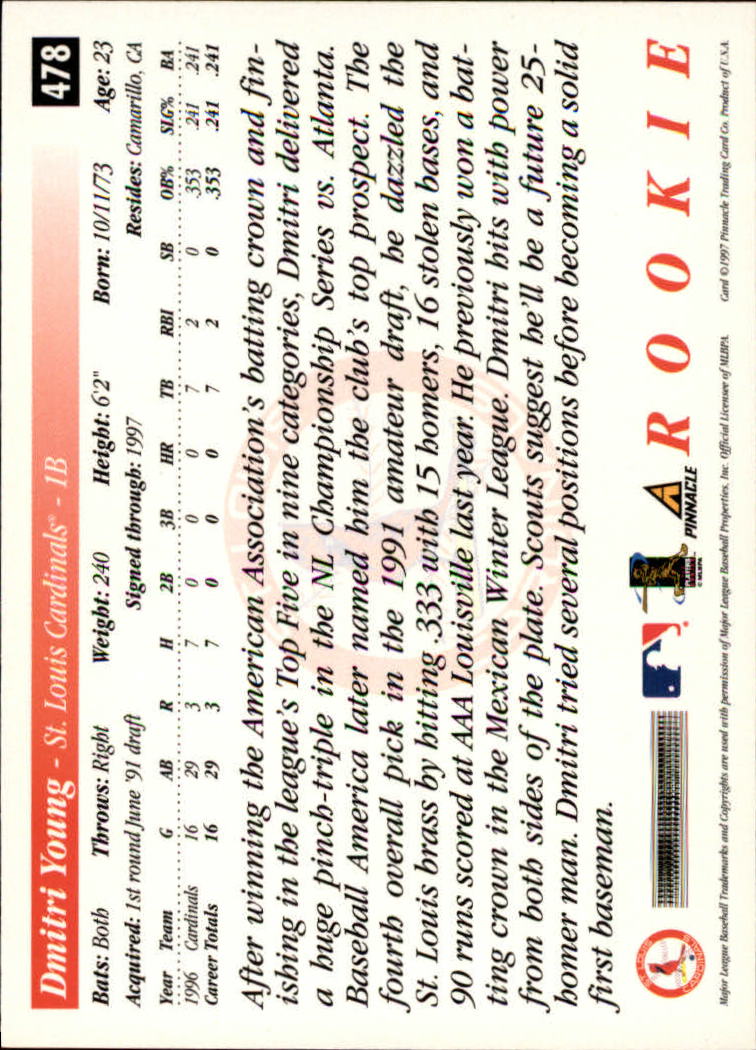 Dmitri Young - St. Louis Cardinals® - 1B 478
Bats: Both Throws: Right Weight: 240 Height: 6'2" Born: 10/11/73 Age: 23
Acquired: 1st round June '91 draft Signed through: 1997 Resides: Camarillo, CA
Year Team G AB R H 2B 3B HR TB RBI SB OB% SLG% BA
1996 Cardinals 16 29 3 7 0 0 0 7 2 0 .353 .241 .241
Career Totals 16 29 3 7 0 0 0 7 2 0 .353 .241 .241
After winning the American Association's batting crown and fin-
ishing in the league's Top Five in nine categories, Dmitri delivered
a huge pinch-triple in the NL Championship Series vs. Atlanta.
Baseball America later named him the club's top prospect. The
fourth overall pick in the 1991 amateur draft, he dazzled the
St. Louis brass by hitting .333 with 15 homers, 16 stolen bases, and
90 runs scored at AAA Louisville last year. He previously won a bat-
ting crown in the Mexican Winter League. Dmitri hits with power
from both sides of the plate. Scouts suggest he'll be a future 25-
homer man. Dmitri tried several positions before becoming a solid
first baseman.
ST. LOUIS
CARDINALS
PLAYERS
PINNACLE
ROOKIE
Major League Baseball Trademarks and Copyrights are used with permission of Major League Baseball Properties, Inc. Official Licensee of MLBPA. Card ©1997 Pinnacle Trading Card Co. Product of U.S.A.